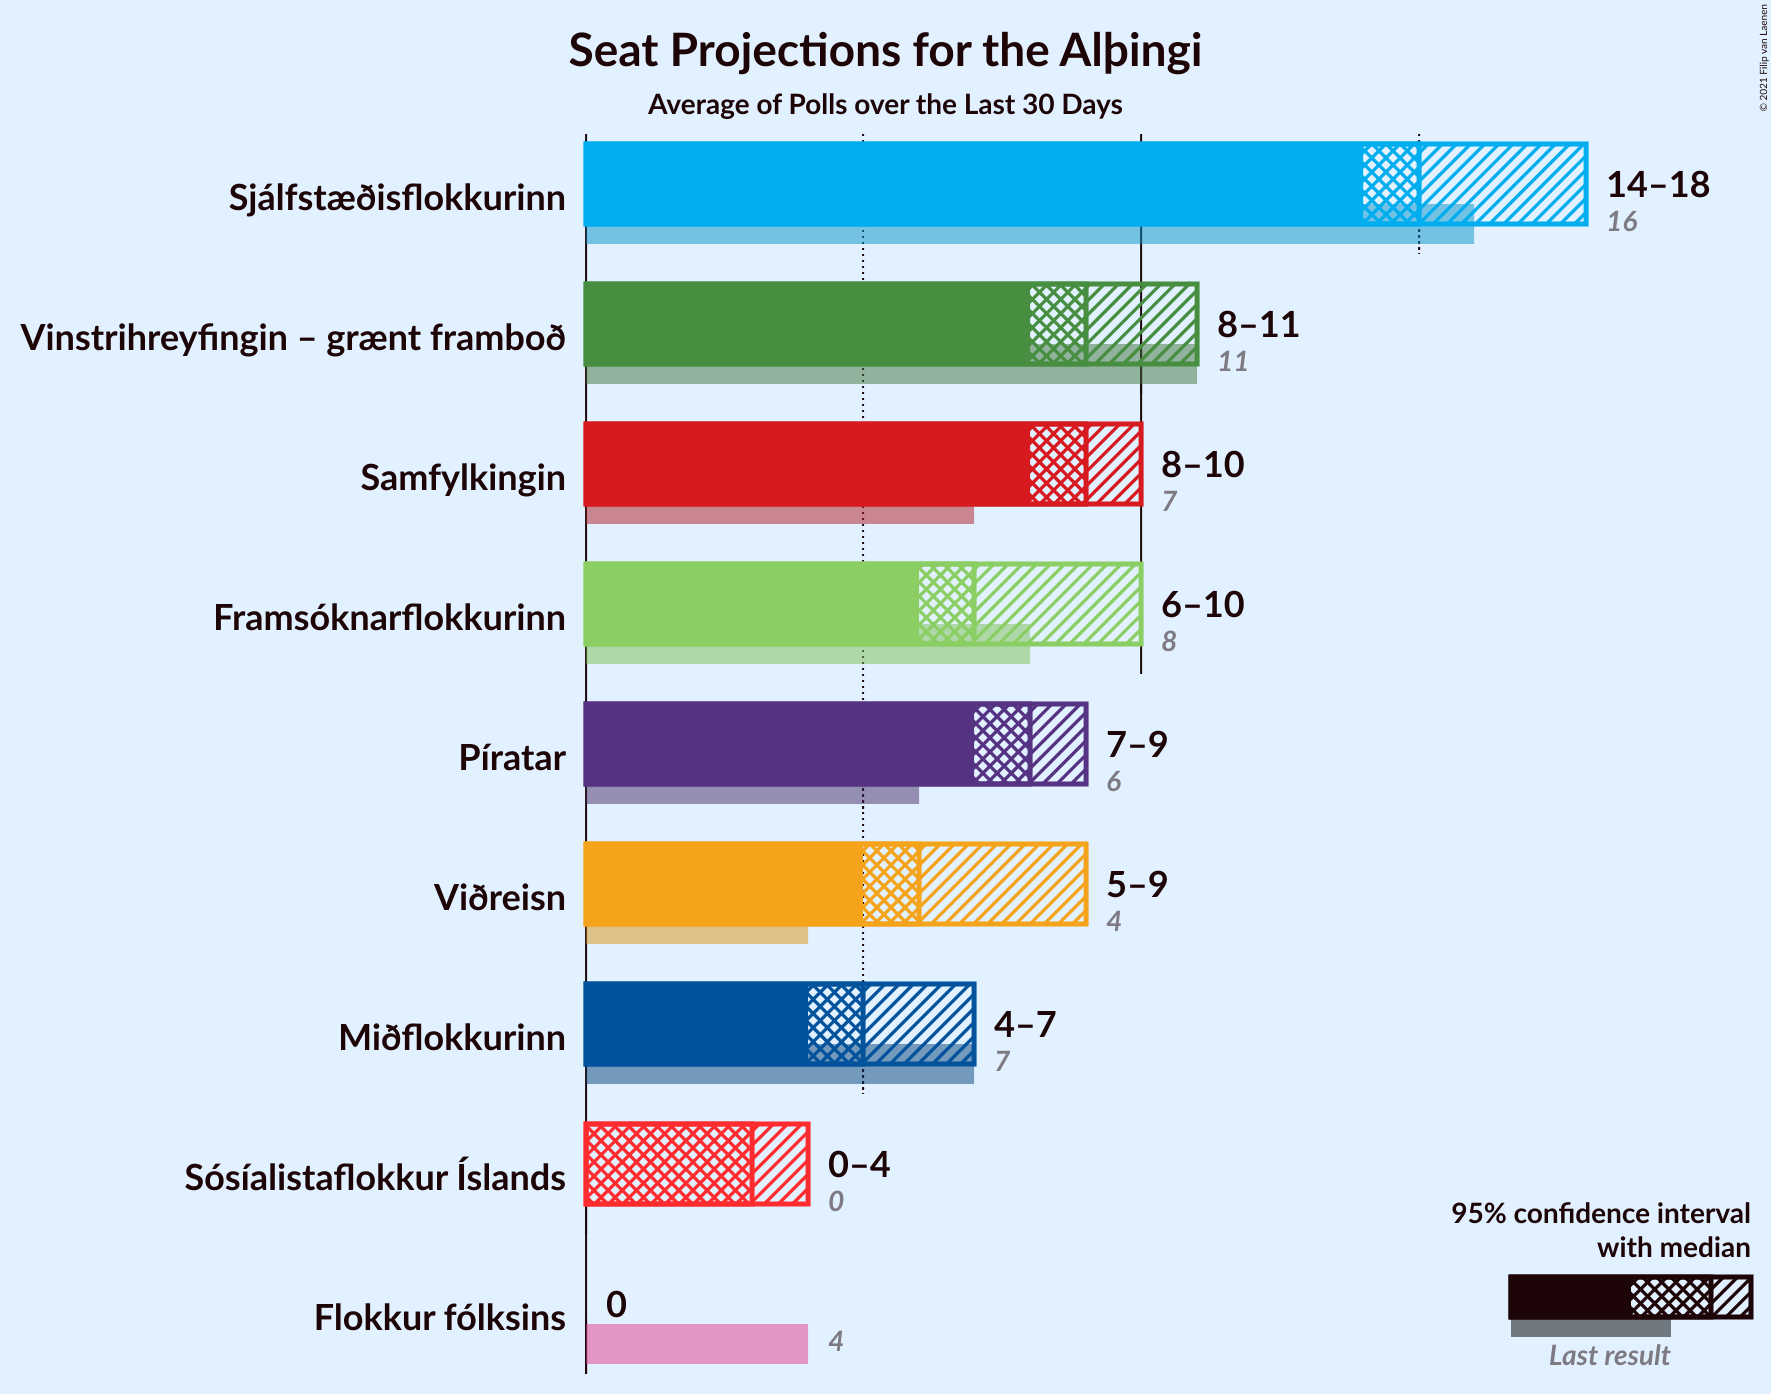 Seat Projections for the Alþingi
Average of Polls over the Last 30 Days
© 2021 Filip van Laenen
Sjálfstæðisflokkurinn
14–18
16
Vinstrihreyfingin – grænt framboð
8–11
11
Samfylkingin
8–10
7
Framsóknarflokkurinn
6–10
8
Píratar
7–9
6
Viðreisn
5–9
4
Miðflokkurinn
4–7
7
Sósíalistaflokkur Íslands
0–4
0
Flokkur fólksins
0
4
95% confidence interval
with median
Last result